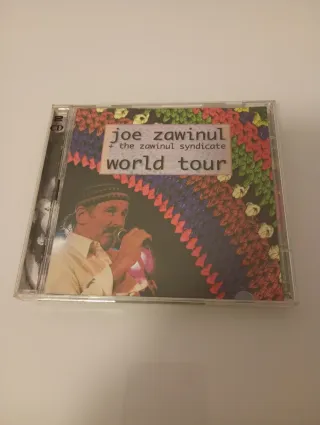 joe zawinul
+ the zawinul syndicate
world tour